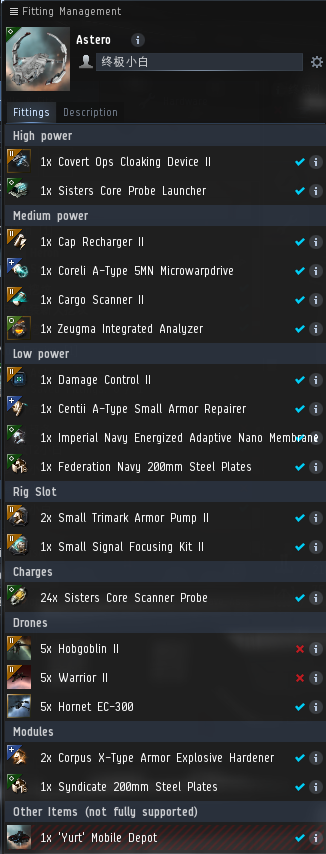 Fitting Management
Astero
终极小白
Fittings Description
High power
1x Covert Ops Cloaking Device II
1x Sisters Core Probe Launcher
Medium power
1x Cap Recharger II
1x Coreli A-Type 5MN Microwarpdrive
1x Cargo Scanner II
1x Zeugma Integrated Analyzer
Low power
1x Damage Control II
1x Centii A-Type Small Armor Repairer
1x Imperial Navy Energized Adaptive Nano Membrane
1x Federation Navy 200mm Steel Plates
Rig Slot
2x Small Trimark Armor Pump II
1x Small Signal Focusing Kit II
Charges
24x Sisters Core Scanner Probe
Drones
5x Hobgoblin II
5x Warrior II
5x Hornet EC-300
Modules
2x Corpus X-Type Armor Explosive Hardener
1x Syndicate 200mm Steel Plates
Other Items (not fully supported)
1x 'Yurt' Mobile Depot